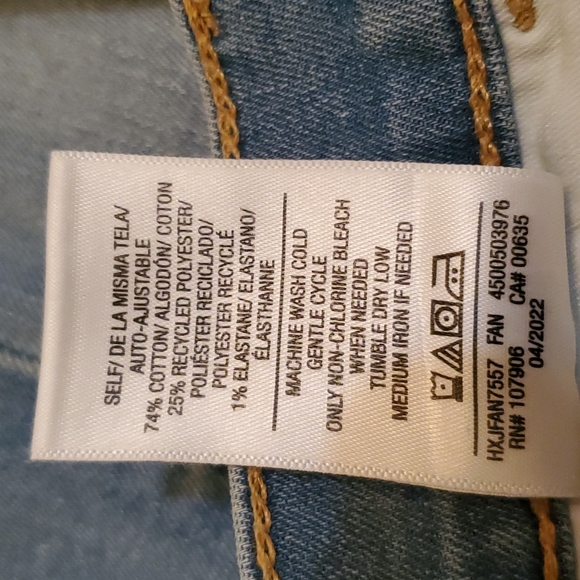 SELF/ DE LA MISMA TELA/
AUTO-AJUSTABLE
74% COTTON/ ALGODÓN/ COTON
25% RECYCLED POLYESTER/
POLIÉSTER RECICLADO/
POLYESTER RECYCLÉ
1% ELASTANE/ ELASTANO/
ÉLASTHANNE
MACHINE WASH COLD
GENTLE CYCLE
ONLY NON-CHLORINE BLEACH
WHEN NEEDED
TUMBLE DRY LOW
MEDIUM IRON IF NEEDED
HXJFAN7557 FAN 4500503976
RN# 107906 CA# 00635
04/2022